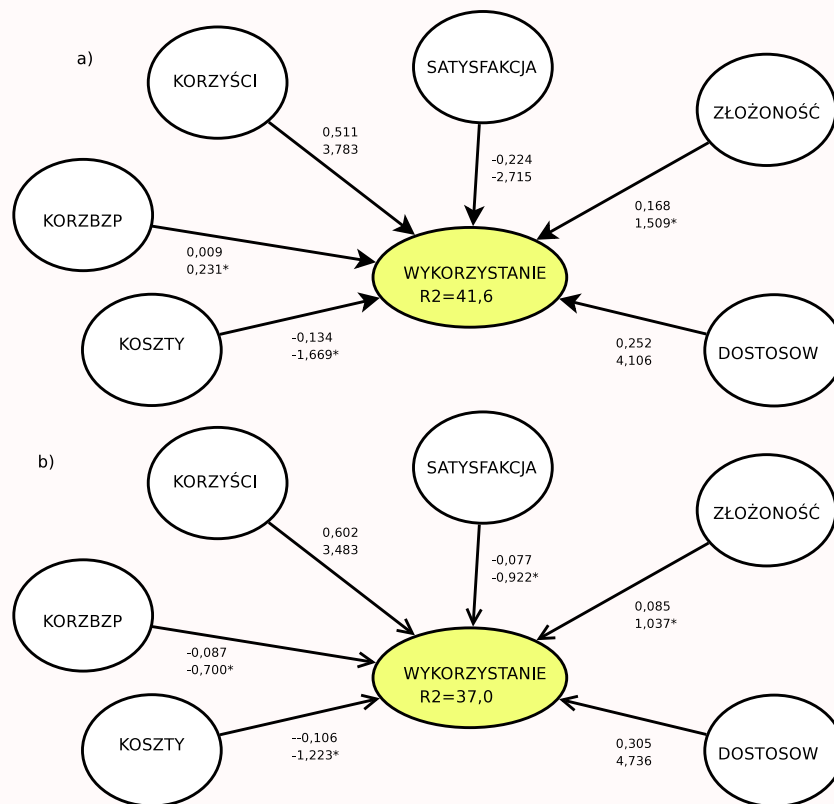 a)
KORZYŚCI
SATYSFAKCJA
ZŁOŻONOŚĆ
0,511
3,783
-0,224
-2,715
0,168
1,509*
KORZBZP
0,009
0,231*
WYKORZYSTANIE
R2=41,6
KOSZTY
-0,134
-1,669*
0,252
4,106
DOSTOSOW
b)
KORZYŚCI
SATYSFAKCJA
ZŁOŻONOŚĆ
0,602
3,483
-0,077
-0,922*
0,085
1,037*
KORZBZP
-0,087
-0,700*
WYKORZYSTANIE
R2=37,0
KOSZTY
--0,106
-1,223*
0,305
4,736
DOSTOSOW